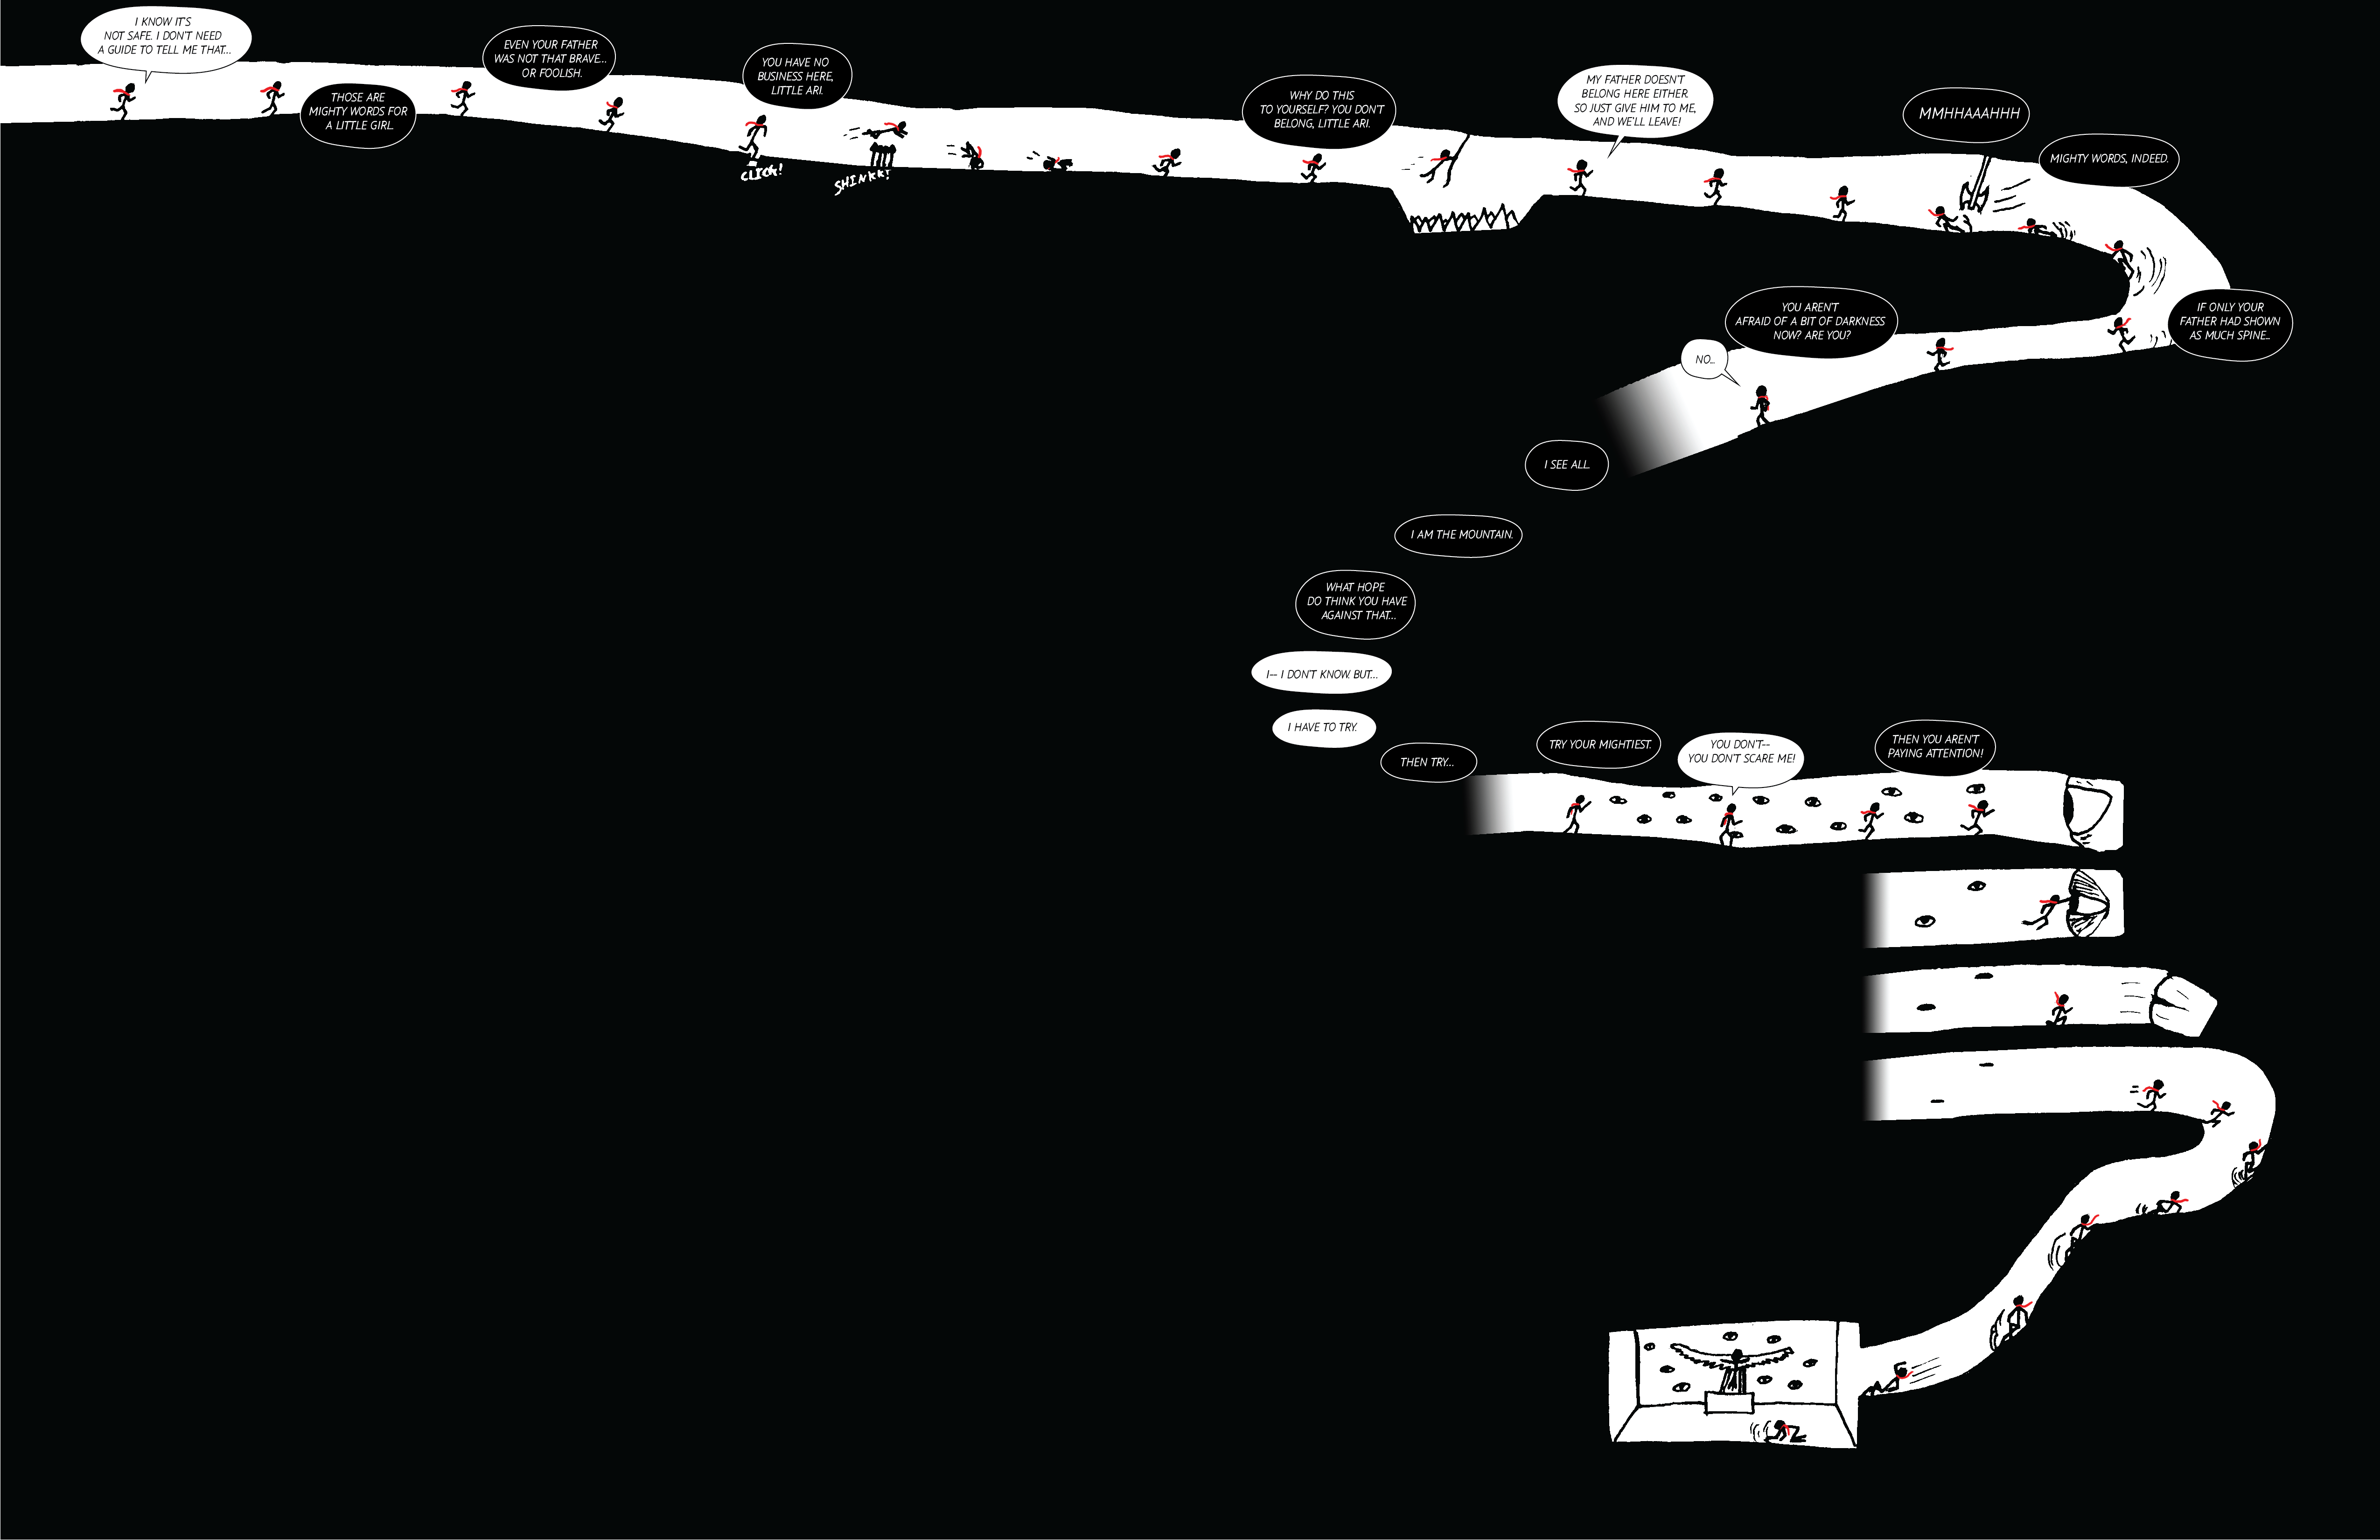 I KNOW IT'S
NOT SAFE. I DON'T NEED
A GUIDE TO TELL ME THAT...
THOSE ARE
MIGHTY WORDS FOR
A LITTLE GIRL.
EVEN YOUR FATHER
WAS NOT THAT BRAVE...
OR FOOLISH.
YOU HAVE NO
BUSINESS HERE,
LITTLE ARI.
CLICK!
SHINKK!
WHY DO THIS
TO YOURSELF? YOU DON'T
BELONG, LITTLE ARI.
MY FATHER DOESN'T
BELONG HERE EITHER.
SO JUST GIVE HIM TO ME,
AND WE'LL LEAVE!
MMHHAAAHHH
MIGHTY WORDS, INDEED.
IF ONLY YOUR
FATHER HAD SHOWN
AS MUCH SPINE...
YOU AREN'T
AFRAID OF A BIT OF DARKNESS
NOW? ARE YOU?
NO...
I SEE ALL.
I AM THE MOUNTAIN.
WHAT HOPE
DO THINK YOU HAVE
AGAINST THAT...
I-- I DON'T KNOW. BUT...
I HAVE TO TRY.
THEN TRY...
TRY YOUR MIGHTIEST.
YOU DON'T--
YOU DON'T SCARE ME!
THEN YOU AREN'T
PAYING ATTENTION!